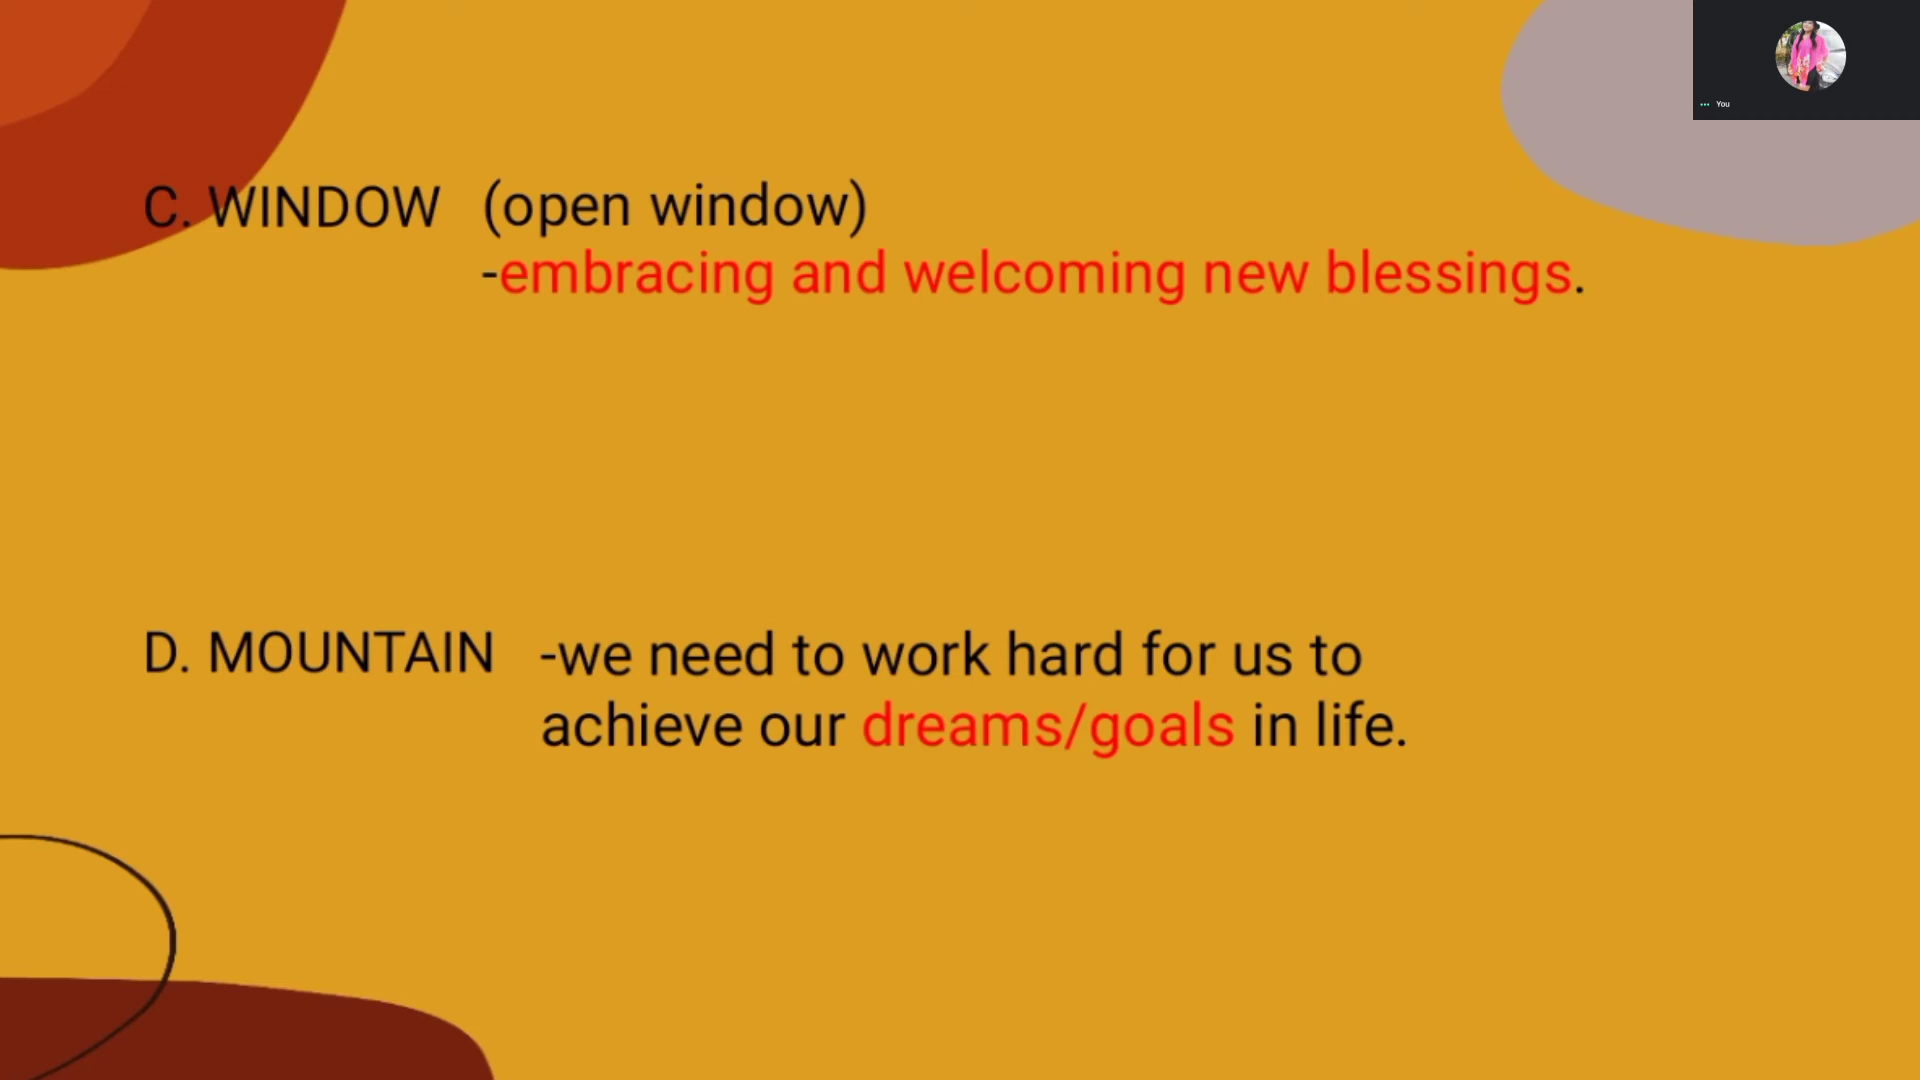 You
C. WINDOW (open window)
-embracing and welcoming new blessings.
D. MOUNTAIN -we need to work hard for us to
achieve our dreams/goals in life.